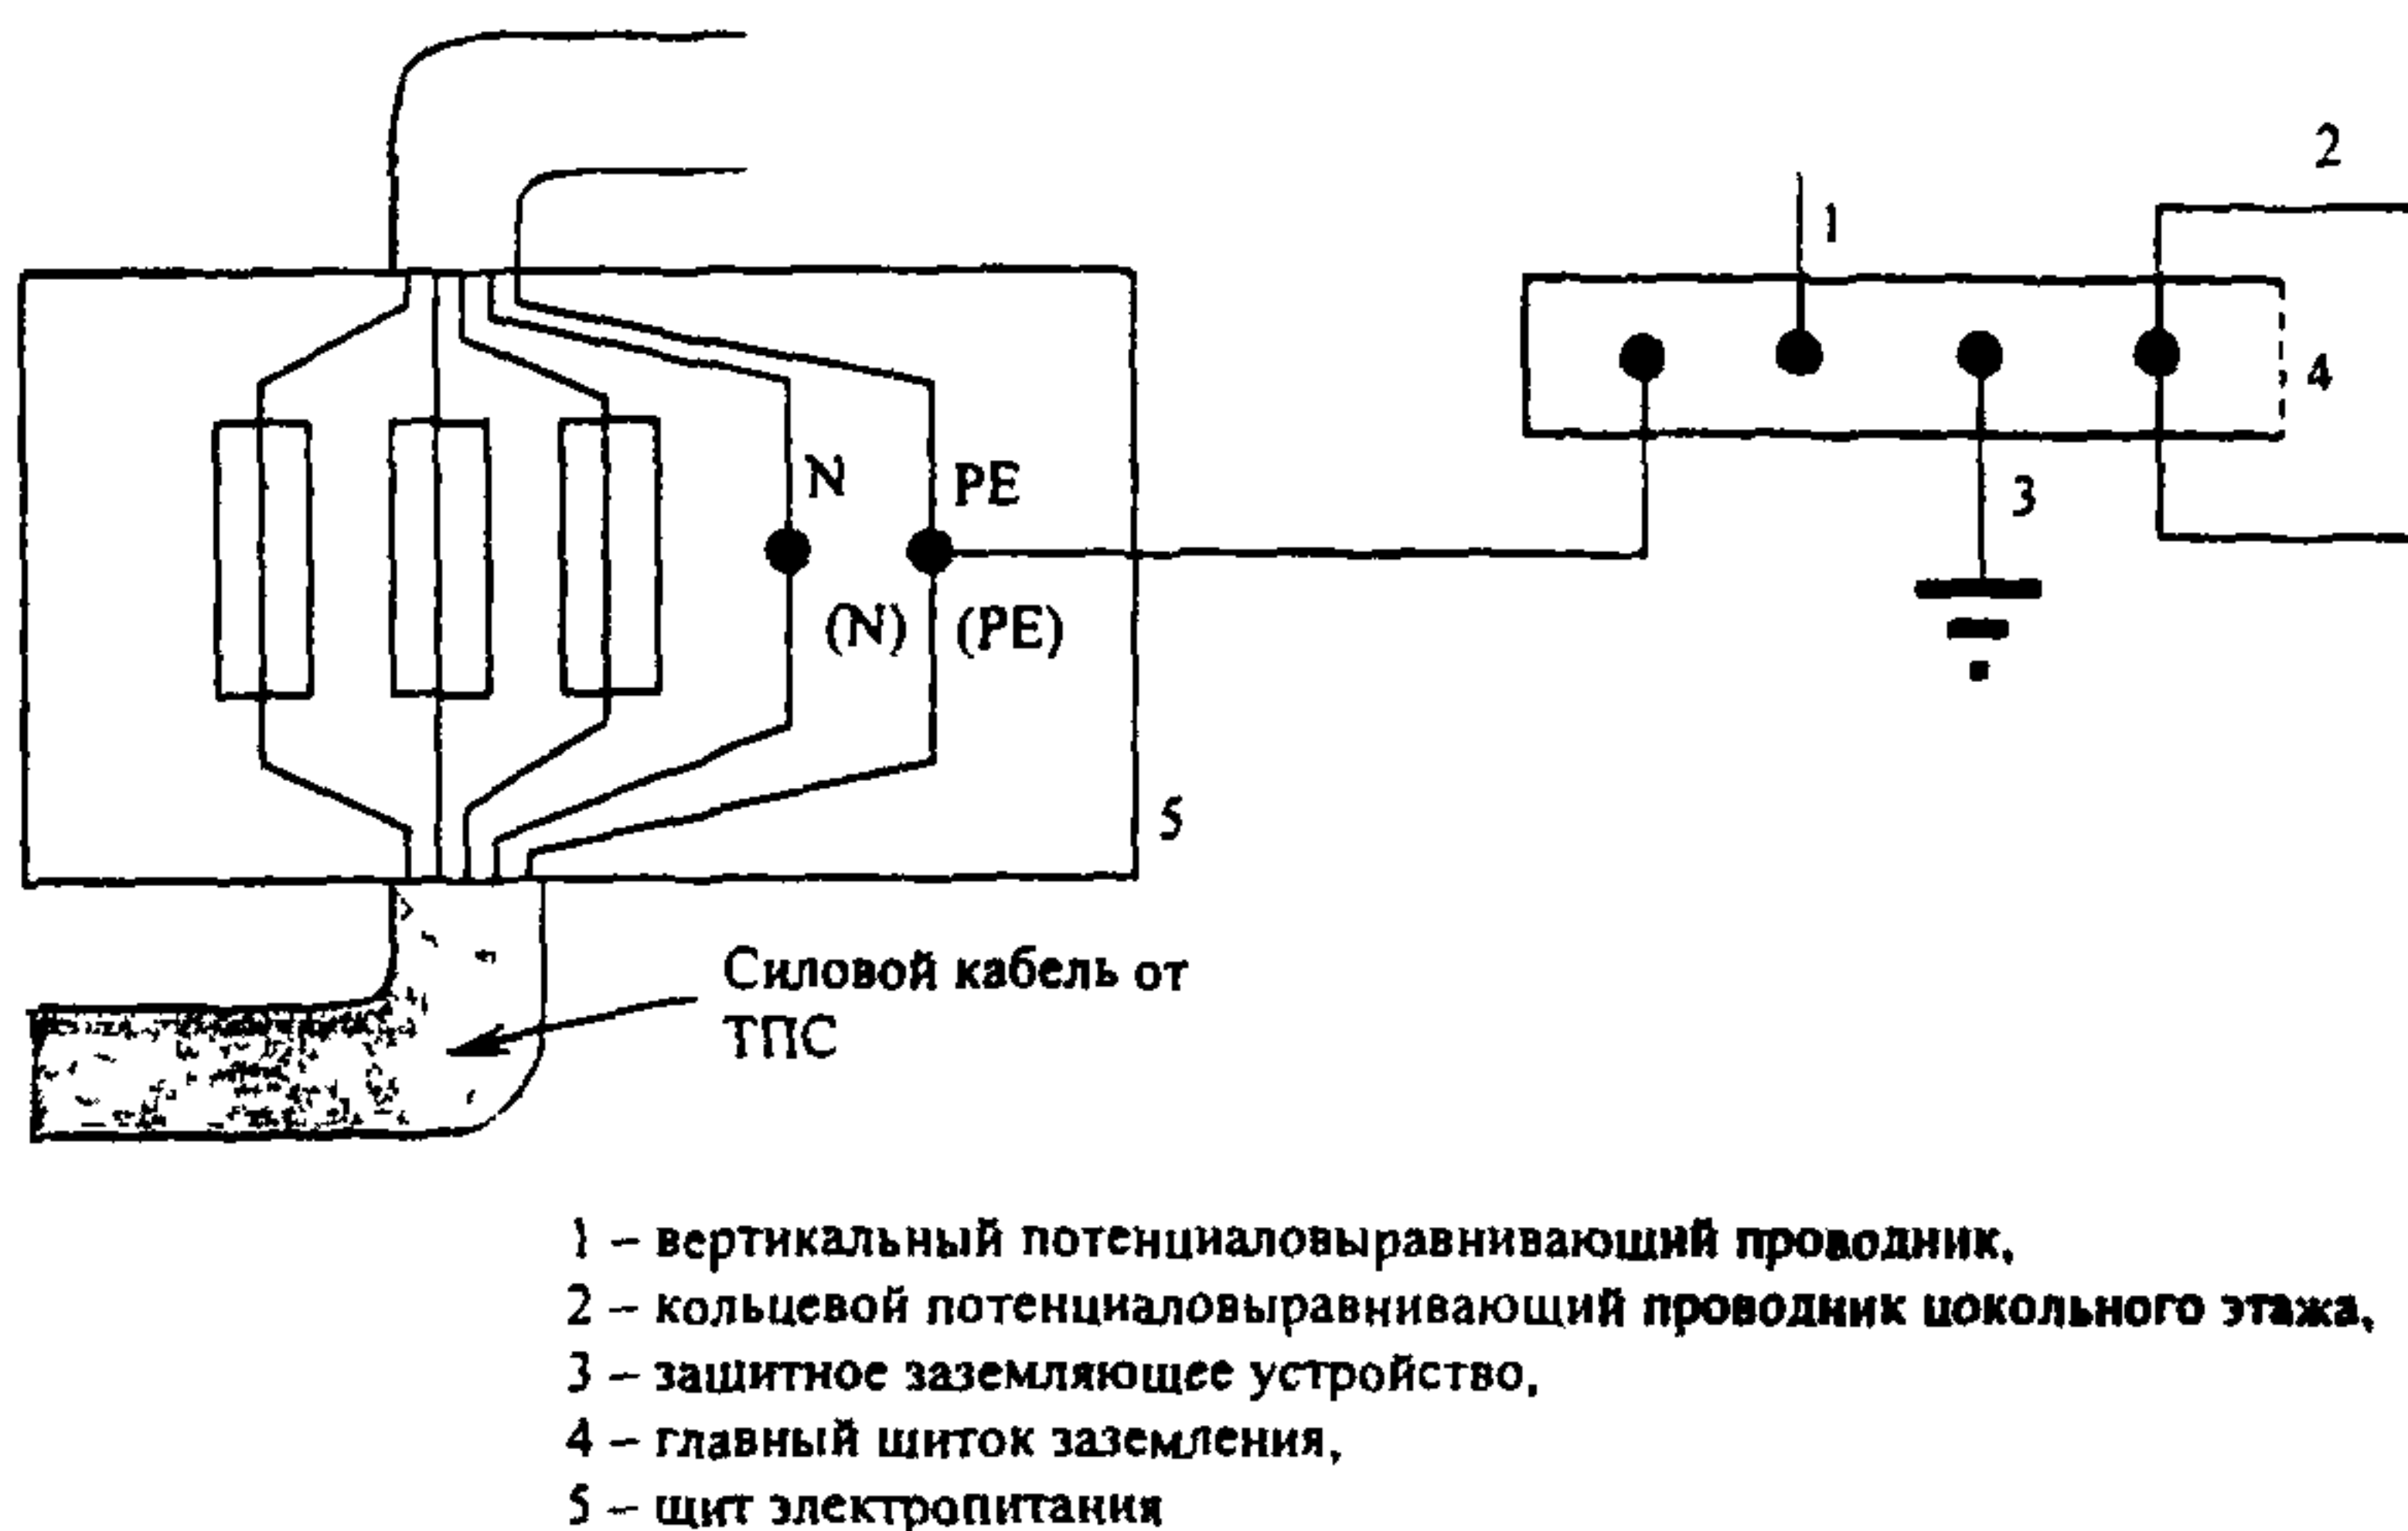 2
1
4
N
PE
3
(N)
(PE)
5
Силовой кабель от
ТПС
1 – вертикальный потенциаловыравнивающий проводник,
2 – кольцевой потенциаловыравнивающий проводник цокольного этажа,
3 – защитное заземляющее устройство,
4 – главный щиток заземления,
5 – щит электропитания